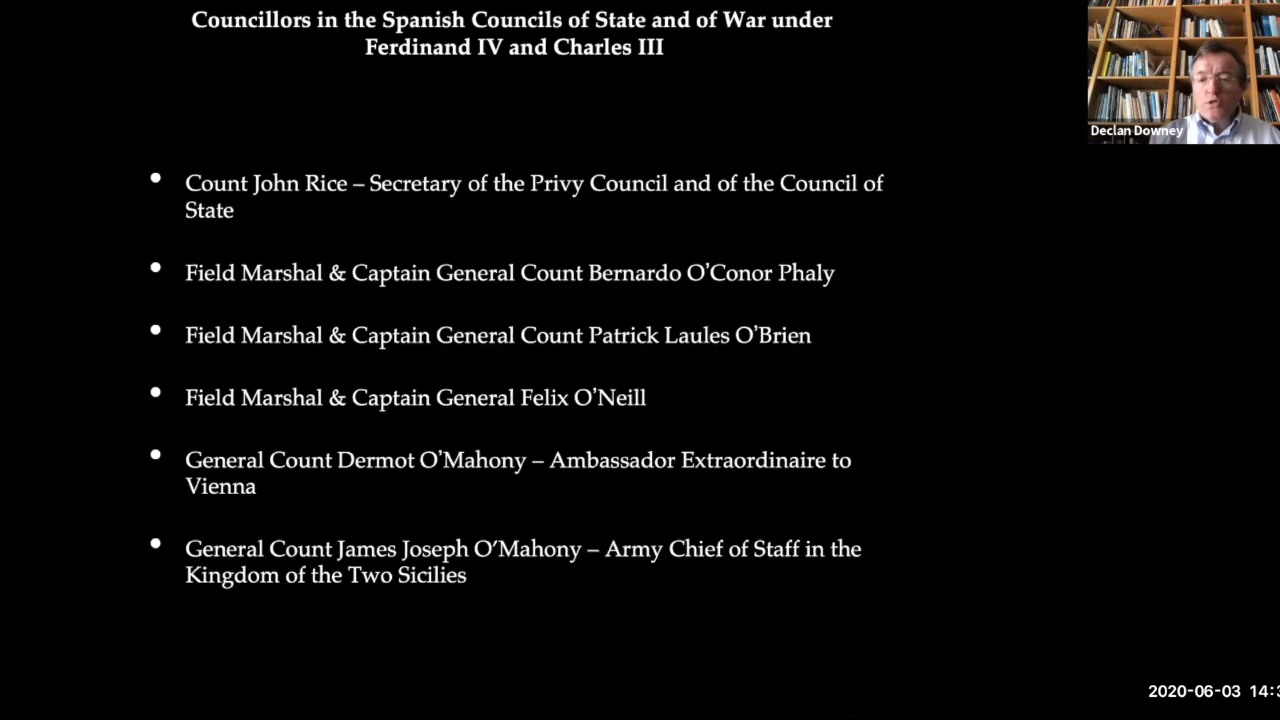 Councillors in the Spanish Councils of State and of War under
Ferdinand IV and Charles III
Declan Downey
• Count John Rice – Secretary of the Privy Council and of the Council of
State
• Field Marshal & Captain General Count Bernardo O'Conor Phaly
• Field Marshal & Captain General Count Patrick Laules O'Brien
• Field Marshal & Captain General Felix O'Neill
• General Count Dermot O'Mahony – Ambassador Extraordinaire to
Vienna
• General Count James Joseph O'Mahony – Army Chief of Staff in the
Kingdom of the Two Sicilies
2020-06-03 14:3